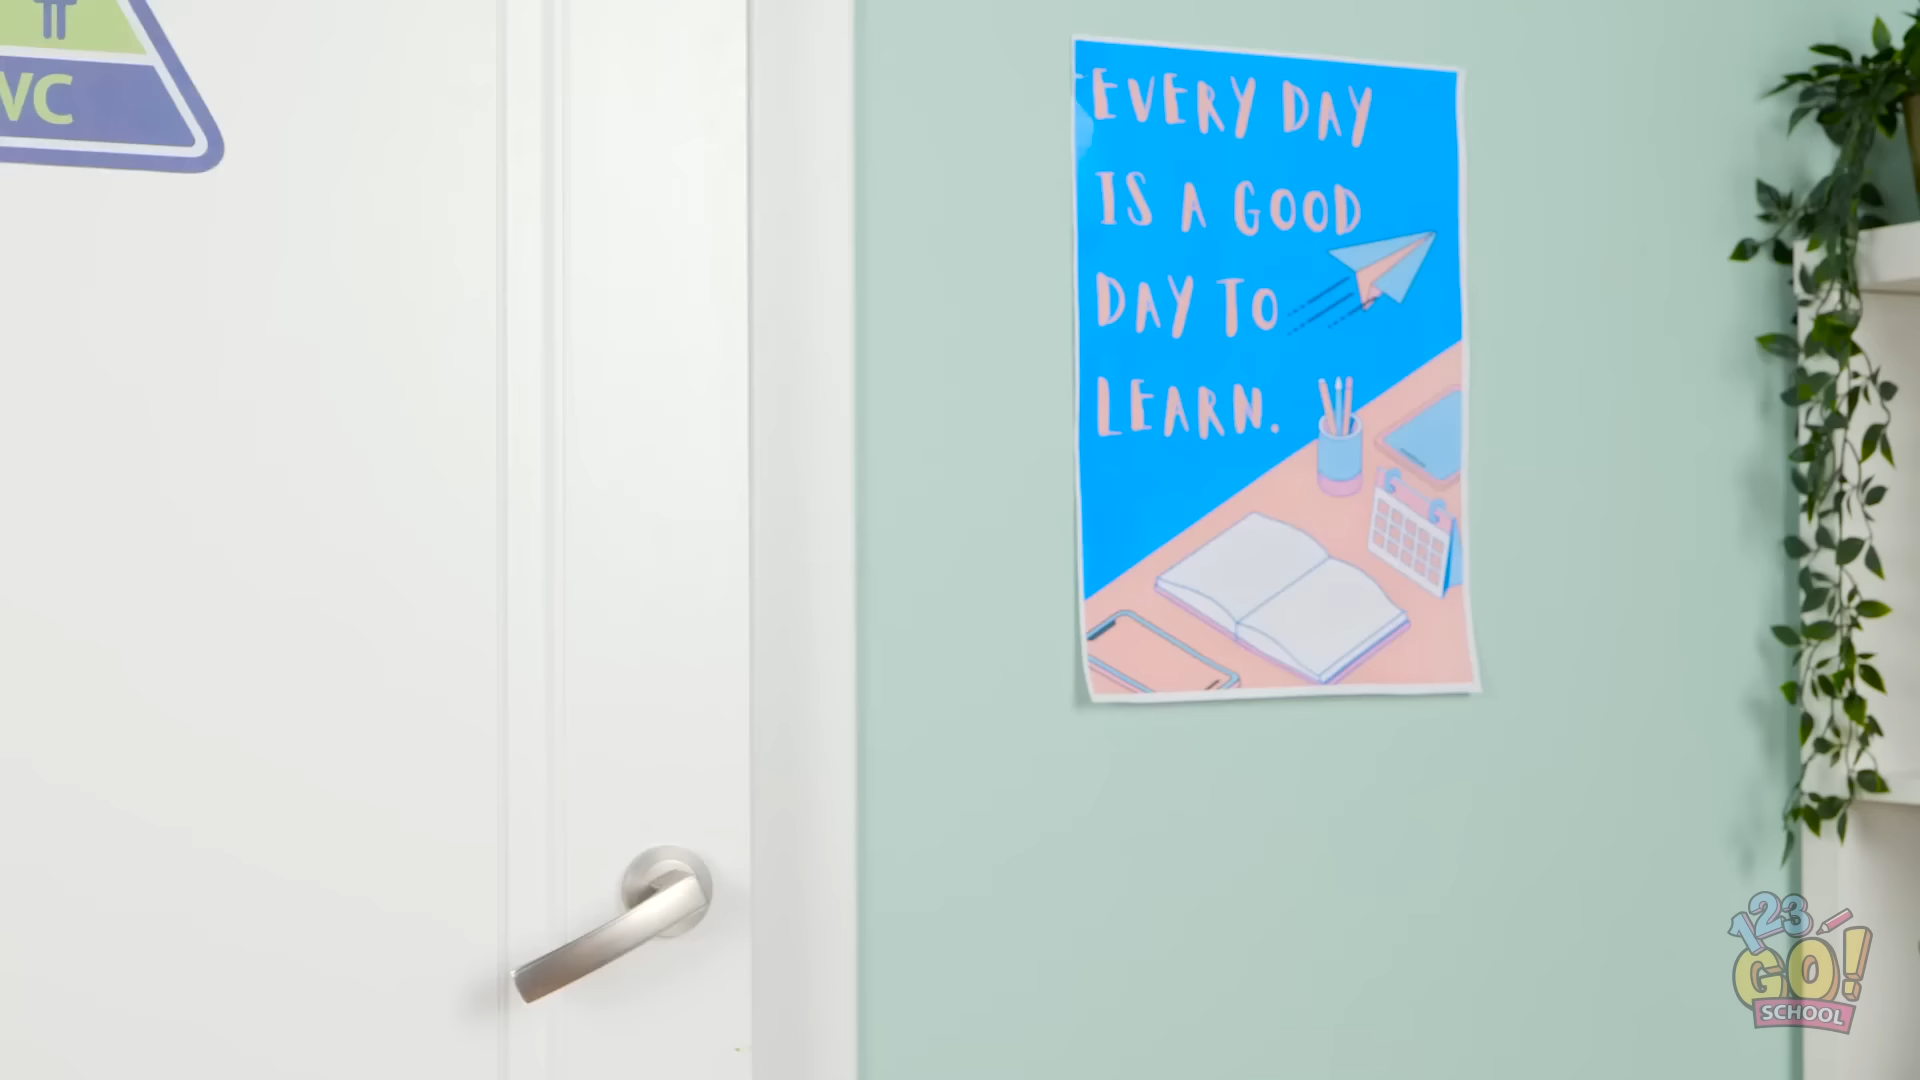 WC
EVERY DAY
IS A GOOD
DAY TO
LEARN.
123
GO!
SCHOOL